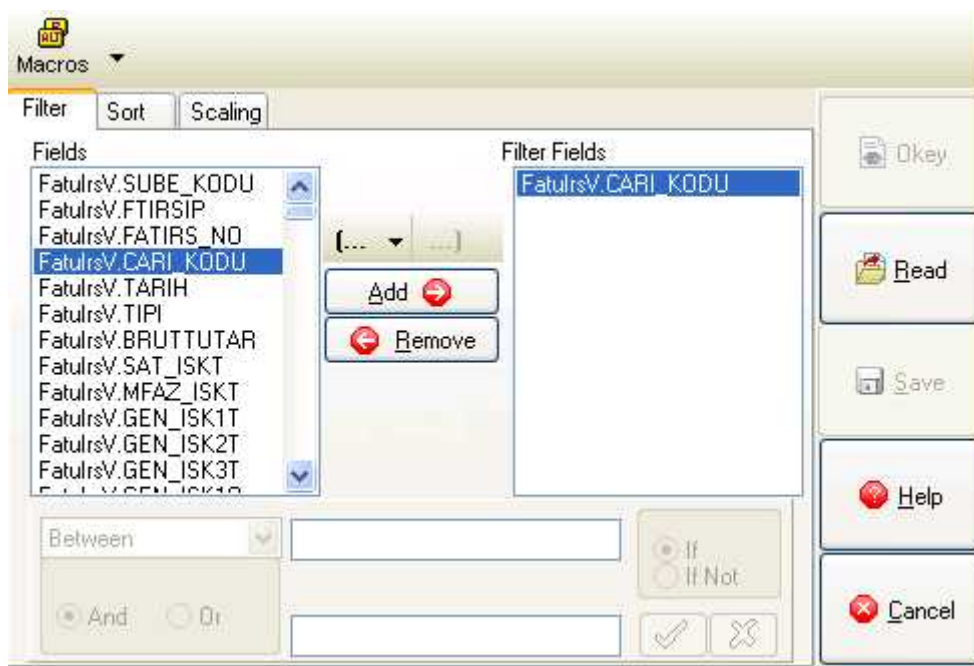 ALT
Macros
Filter Sort Scaling
Fields
FatuIrsV.SUBE_KODU
FatuIrsV.FTIRSIP
FatuIrsV.FATIRS_NO
FatuIrsV.CARI_KODU
FatuIrsV.TARIH
FatuIrsV.TIPI
FatuIrsV.BRUTTUTAR
FatuIrsV.SAT_ISKT
FatuIrsV.MFAZ_ISKT
FatuIrsV.GEN_ISK1T
FatuIrsV.GEN_ISK2T
FatuIrsV.GEN_ISK3T
(... ...)
Add
Remove
Filter Fields
FatuIrsV.CARI_KODU
Between
And Or
If
If Not
Okey
Read
Save
Help
Cancel